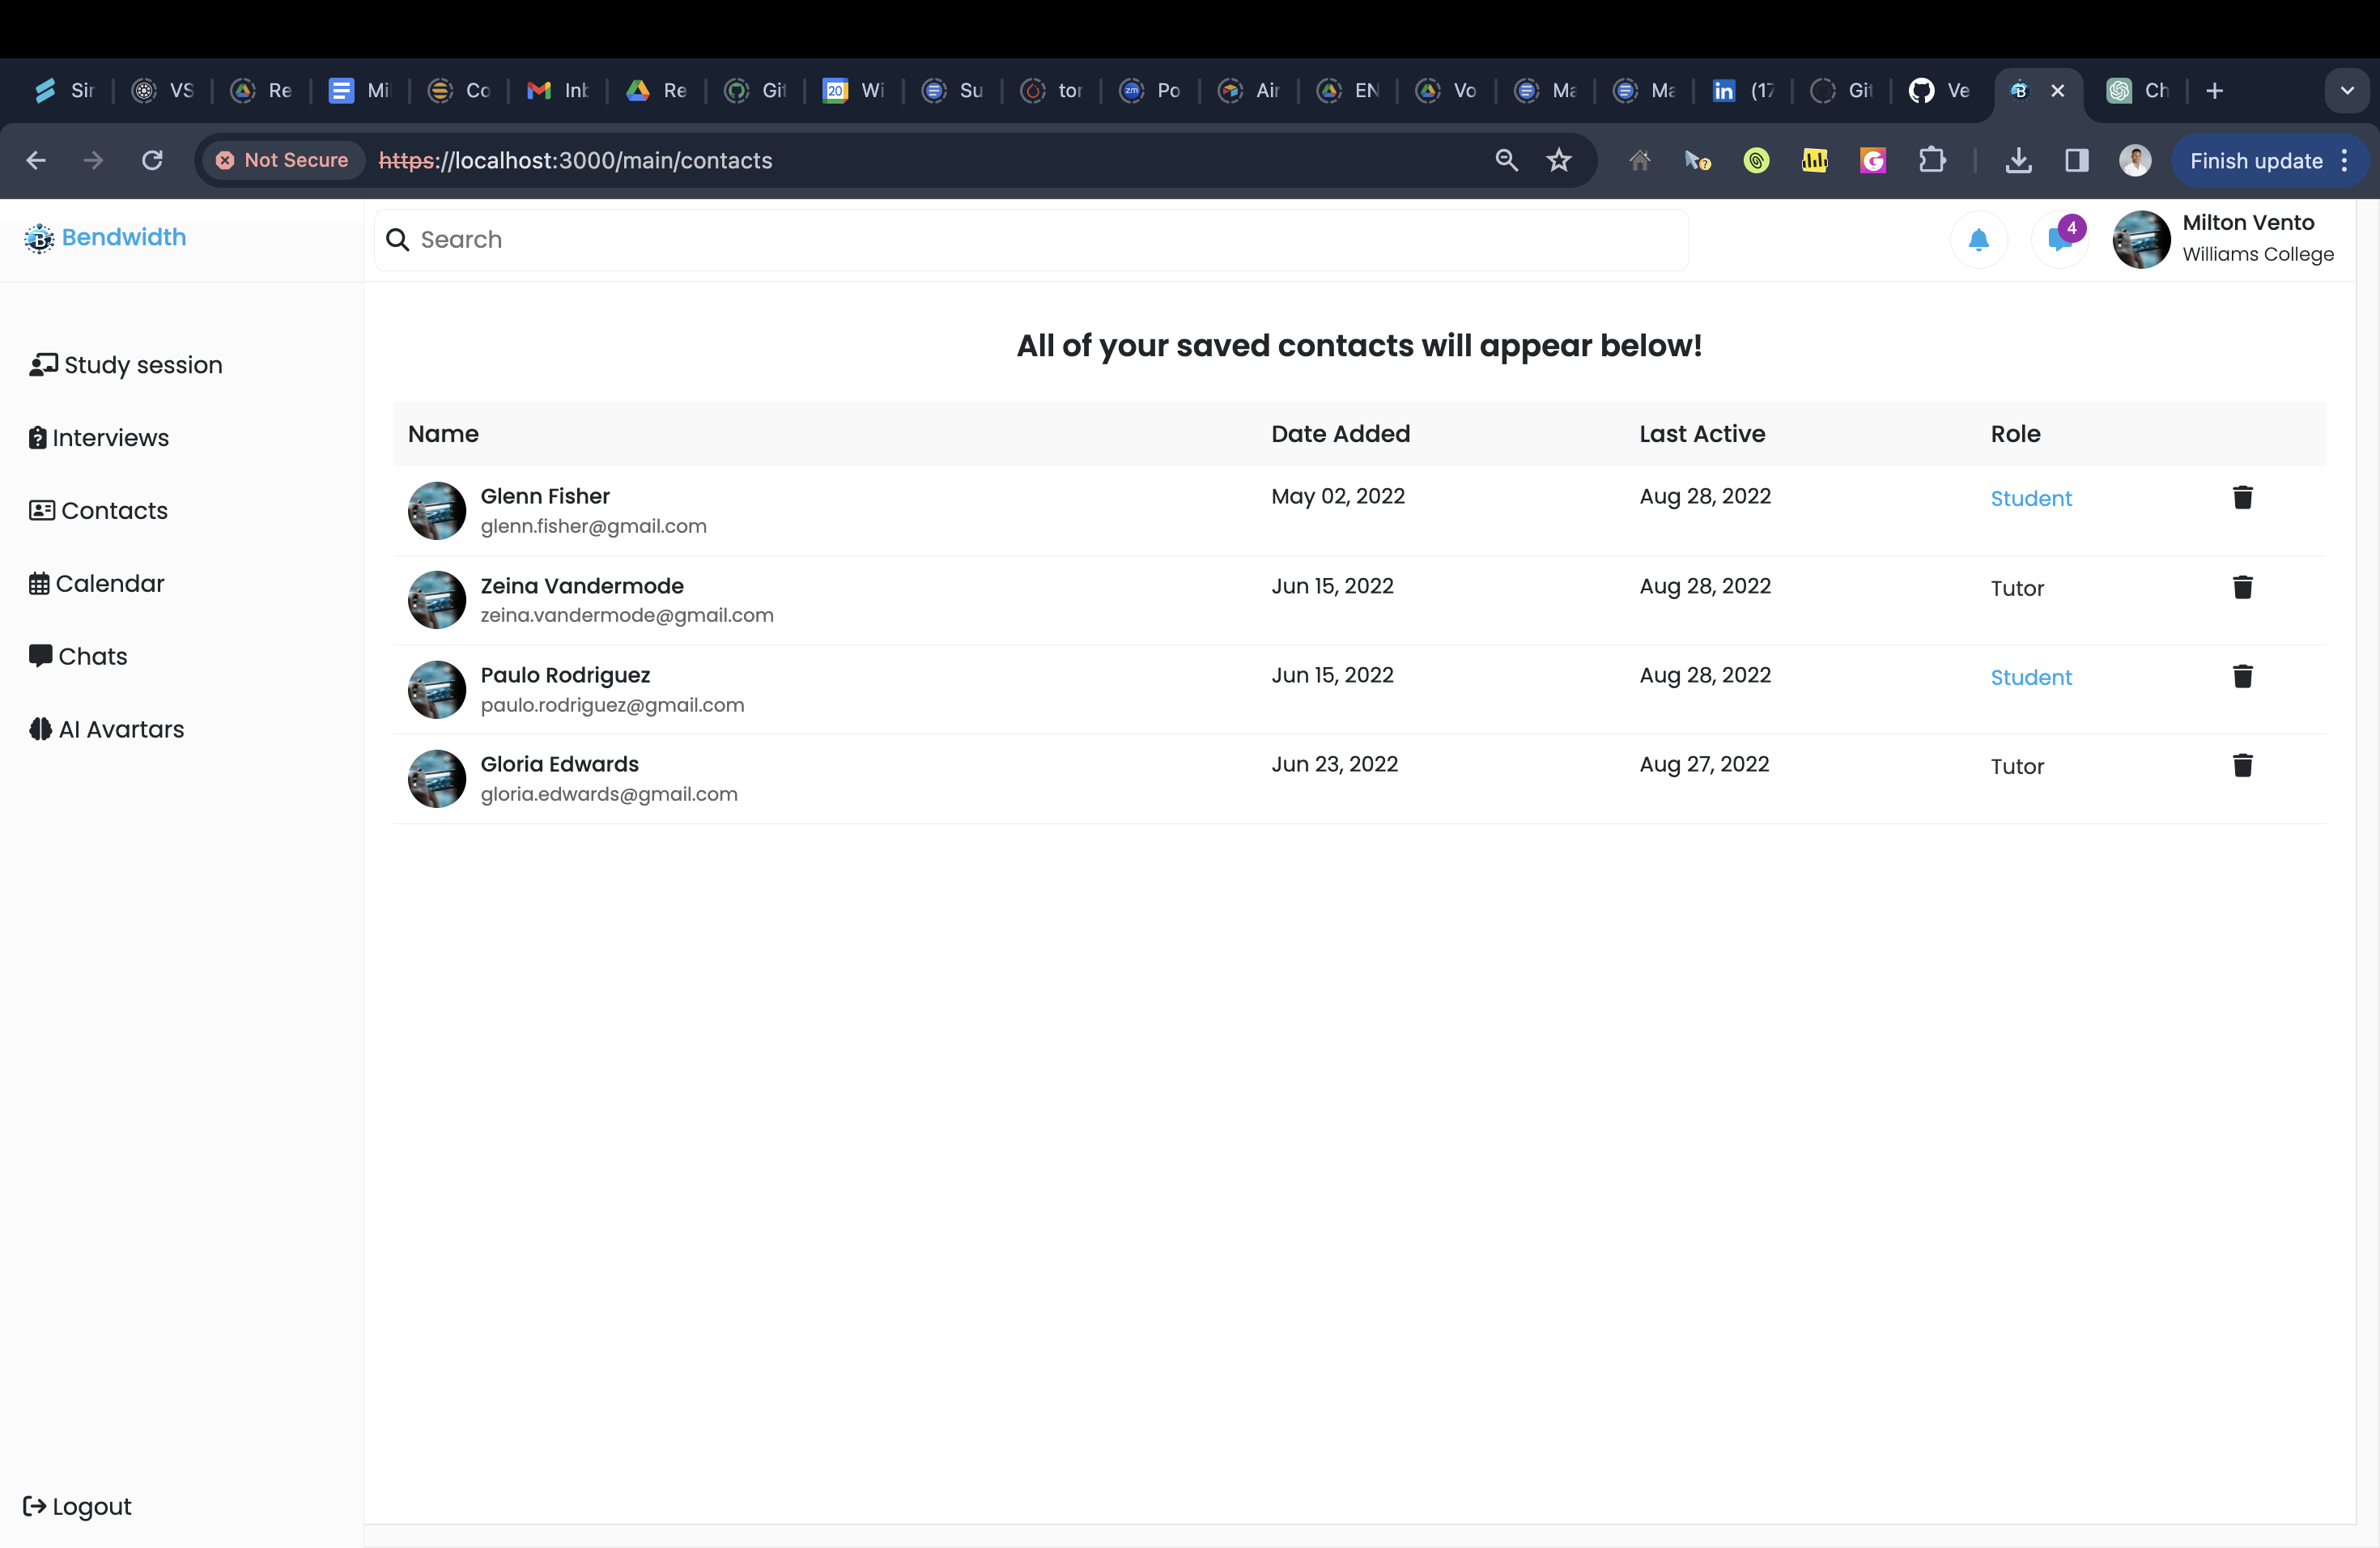 Sir VS Re Mi Co Inb Re Git 20 Wi Su tor zm Po Air EN Vo Ma Ma in (17 Git Ve B Ch
Not Secure https://localhost:3000/main/contacts Finish update
B Bendwidth
Search
4
Milton Vento
Williams College
Study session
Interviews
Contacts
Calendar
Chats
AI Avartars
Logout
All of your saved contacts will appear below!
Name Date Added Last Active Role
Glenn Fisher May 02, 2022 Aug 28, 2022 Student
glenn.fisher@gmail.com
Zeina Vandermode Jun 15, 2022 Aug 28, 2022 Tutor
zeina.vandermode@gmail.com
Paulo Rodriguez Jun 15, 2022 Aug 28, 2022 Student
paulo.rodriguez@gmail.com
Gloria Edwards Jun 23, 2022 Aug 27, 2022 Tutor
gloria.edwards@gmail.com